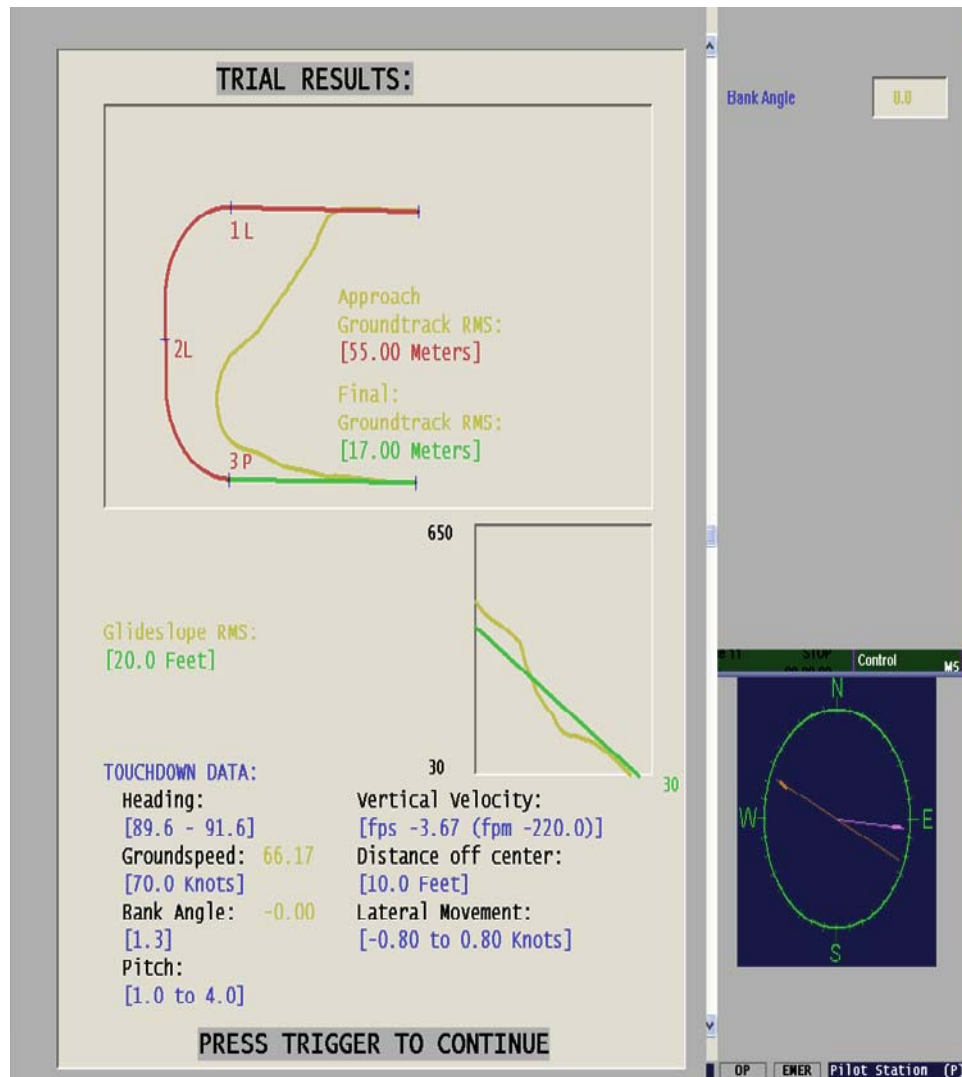 TRIAL RESULTS:
Bank Angle 0.0
1L
Approach
Groundtrack RMS:
[55.00 Meters]
2L
Final:
Groundtrack RMS:
[17.00 Meters]
3P
650
Glideslope RMS:
[20.0 Feet]
30
30
TOUCHDOWN DATA:
Heading:
[89.6 - 91.6]
Groundspeed: 66.17
[70.0 Knots]
Bank Angle: -0.00
[1.3]
Pitch:
[1.0 to 4.0]
Vertical Velocity:
[fps -3.67 (fpm -220.0)]
Distance off center:
[10.0 Feet]
Lateral Movement:
[-0.80 to 0.80 Knots]
PRESS TRIGGER TO CONTINUE
STOP
Control
MS
N
W
E
S
OP
EMER
Pilot Station (P